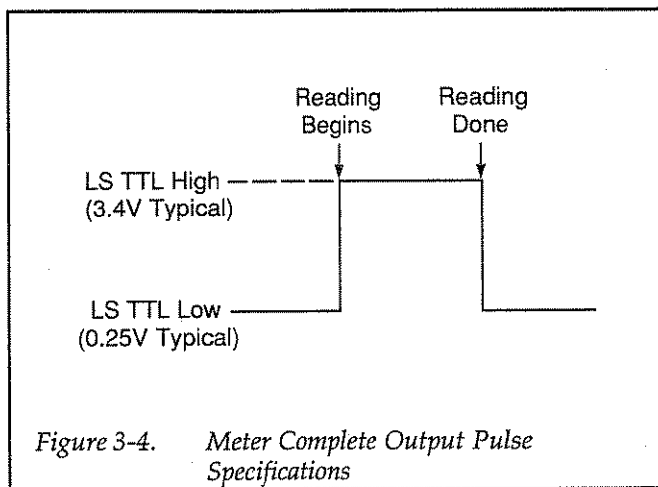 Reading Begins
Reading Done
LS TTL High
(3.4V Typical)
LS TTL Low
(0.25V Typical)
Figure 3-4. Meter Complete Output Pulse
Specifications